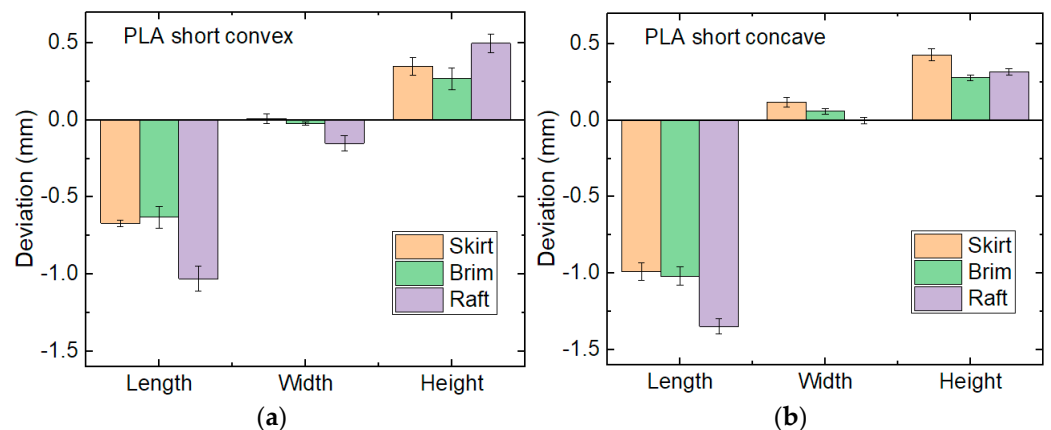 PLA short convex
Deviation (mm)
0.5
0.0
-0.5
-1.0
-1.5
Skirt
Brim
Raft
Length Width Height
(a)
PLA short concave
Deviation (mm)
0.5
0.0
-0.5
-1.0
-1.5
Skirt
Brim
Raft
Length Width Height
(b)